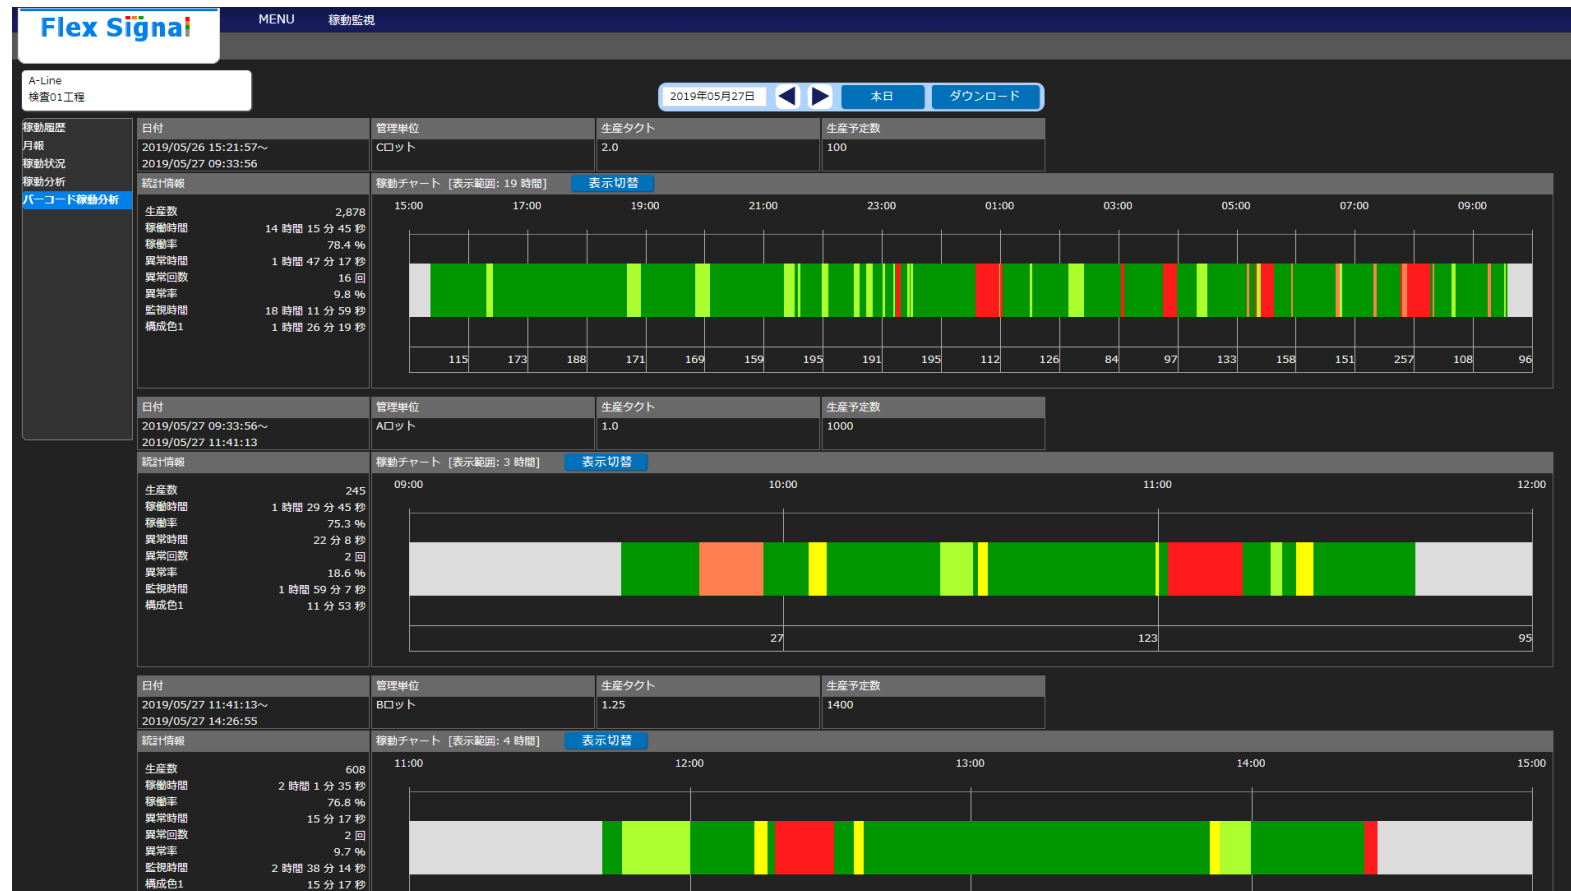 Flex Signal
MENU 稼動監視
A-Line
検査01工程
2019年05月27日 本日 ダウンロード
稼動履歴
月報
稼動状況
稼動分析
バーコード稼動分析
日付 管理単位 生産タクト 生産予定数
2019/05/26 15:21:57～ Cロット 2.0 100
2019/05/27 09:33:56
統計情報 稼動チャート [表示範囲: 19 時間] 表示切替
15:00 17:00 19:00 21:00 23:00 01:00 03:00 05:00 07:00 09:00
生産数 2,878
稼働時間 14 時間 15 分 45 秒
稼働率 78.4 %
異常時間 1 時間 47 分 17 秒
異常回数 16 回
異常率 9.8 %
監視時間 18 時間 11 分 59 秒
構成色1 1 時間 26 分 19 秒
115 173 188 171 169 159 195 191 195 112 126 84 97 133 158 151 257 108 96
日付 管理単位 生産タクト 生産予定数
2019/05/27 09:33:56～ Aロット 1.0 1000
2019/05/27 11:41:13
統計情報 稼動チャート [表示範囲: 3 時間] 表示切替
09:00 10:00 11:00 12:00
生産数 245
稼働時間 1 時間 29 分 45 秒
稼働率 75.3 %
異常時間 22 分 8 秒
異常回数 2 回
異常率 18.6 %
監視時間 1 時間 59 分 7 秒
構成色1 11 分 53 秒
27 123 95
日付 管理単位 生産タクト 生産予定数
2019/05/27 11:41:13～ Bロット 1.25 1400
2019/05/27 14:26:55
統計情報 稼動チャート [表示範囲: 4 時間] 表示切替
11:00 12:00 13:00 14:00 15:00
生産数 608
稼働時間 2 時間 1 分 35 秒
稼働率 76.8 %
異常時間 15 分 17 秒
異常回数 2 回
異常率 9.7 %
監視時間 2 時間 38 分 14 秒
構成色1 15 分 17 秒